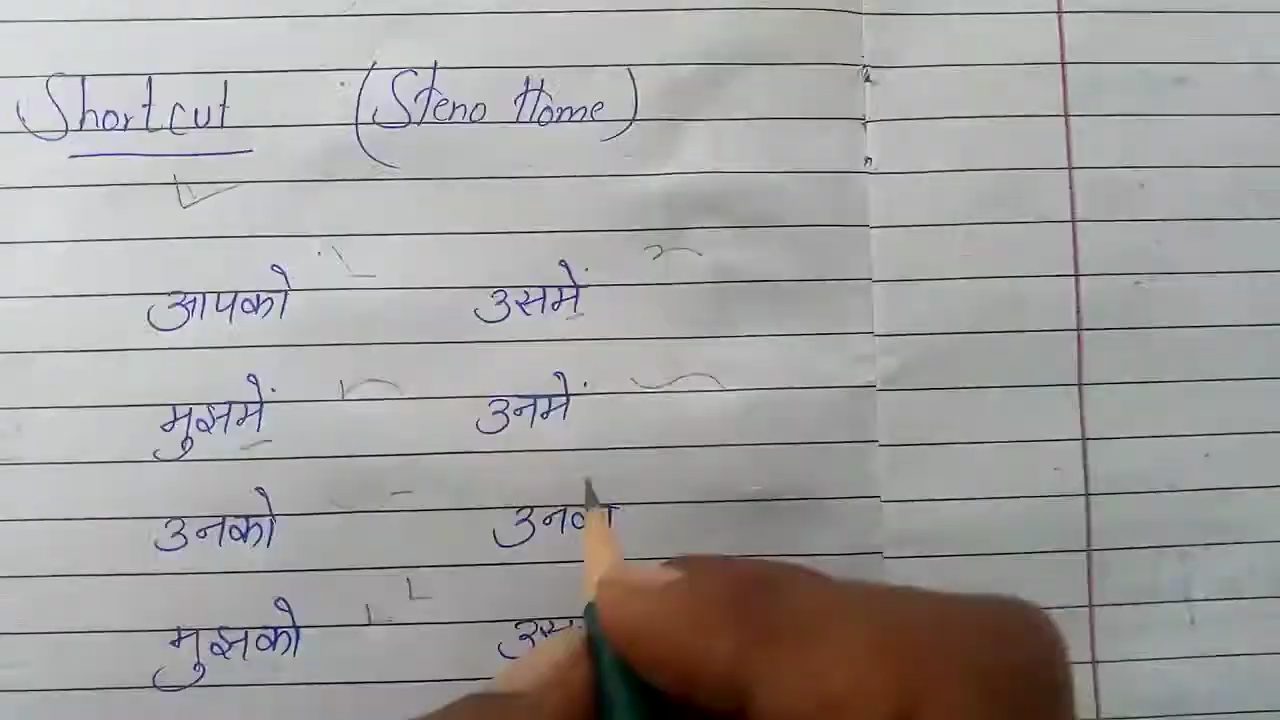 Shortcut (Steno Home)
आपको उसमें
मुझमें उनमें
उनको
मुझको